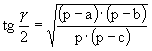 tg γ/2 = √((p−a)·(p−b)/p·(p−c))